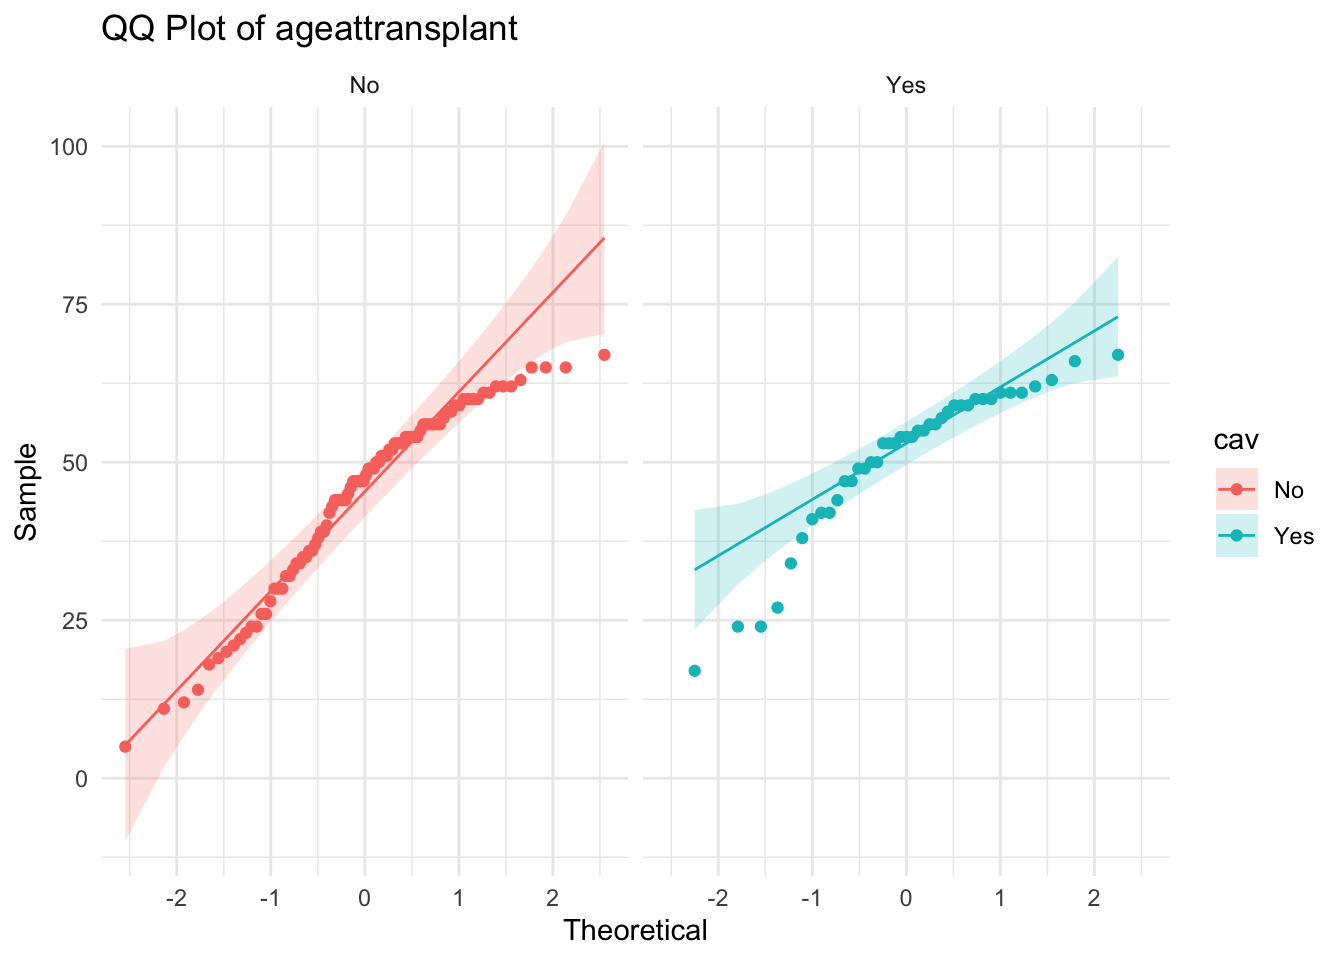 QQ Plot of ageattransplant
No
Yes
100
75
50
25
0
Sample
-2 -1 0 1 2
-2 -1 0 1 2
Theoretical
cav
No
Yes